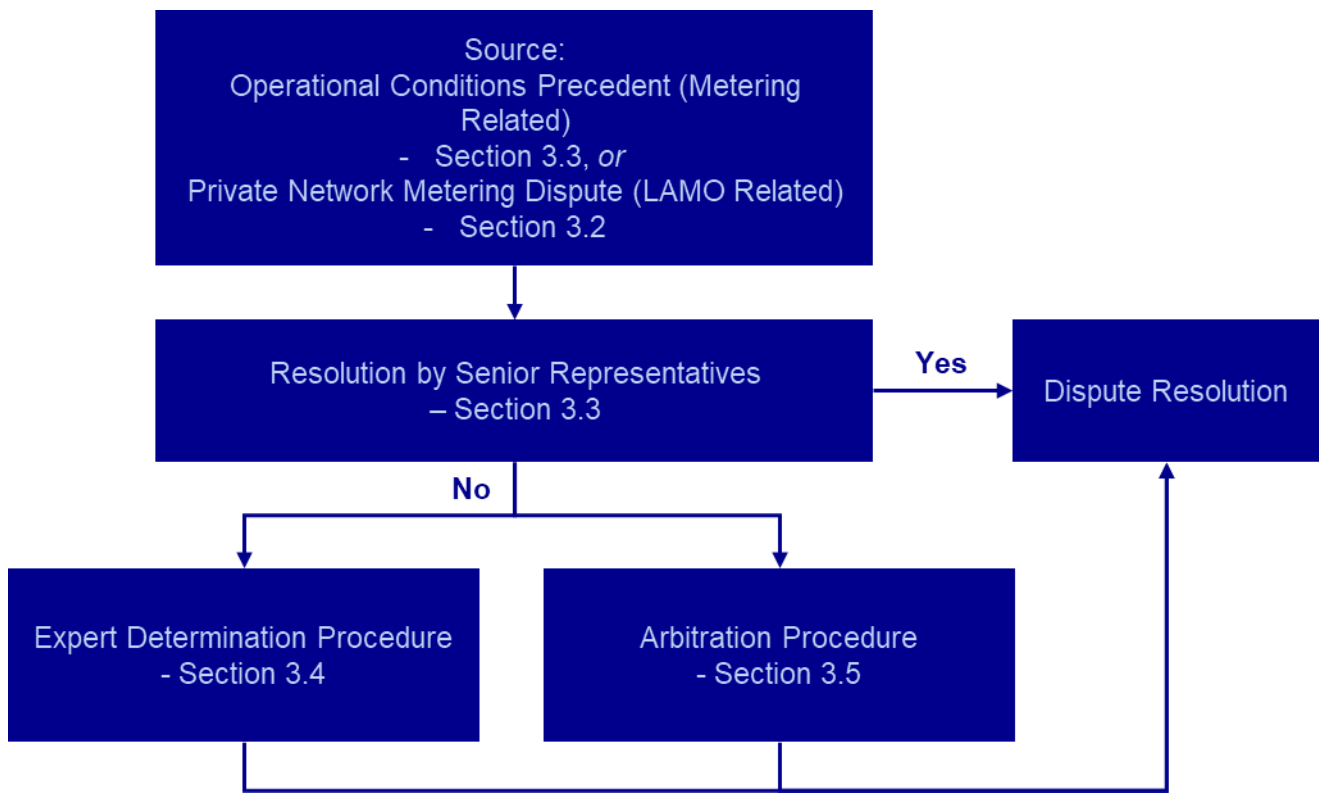 Source:
Operational Conditions Precedent (Metering
Related)
- Section 3.3, or
Private Network Metering Dispute (LAMO Related)
- Section 3.2
Resolution by Senior Representatives
– Section 3.3
Yes
Dispute Resolution
No
Expert Determination Procedure
- Section 3.4
Arbitration Procedure
- Section 3.5